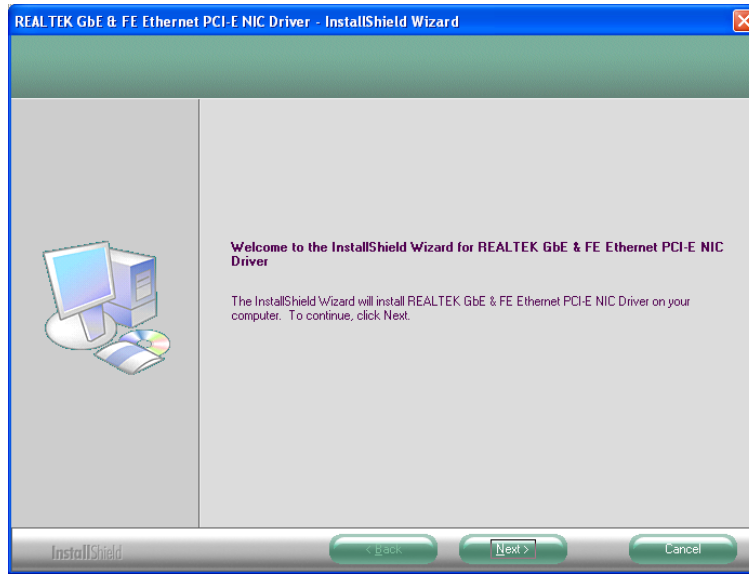 REALTEK GbE & FE Ethernet PCI-E NIC Driver - InstallShield Wizard
Welcome to the InstallShield Wizard for REALTEK GbE & FE Ethernet PCI-E NIC
Driver
The InstallShield Wizard will install REALTEK GbE & FE Ethernet PCI-E NIC Driver on your
computer. To continue, click Next.
InstallShield
< Back
Next >
Cancel